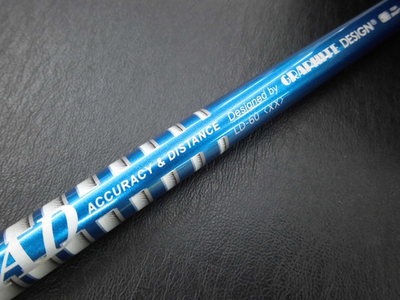 AD
ACCURACY & DISTANCE
Designed by GRAPHITE DESIGN®
LD-60 <XX>